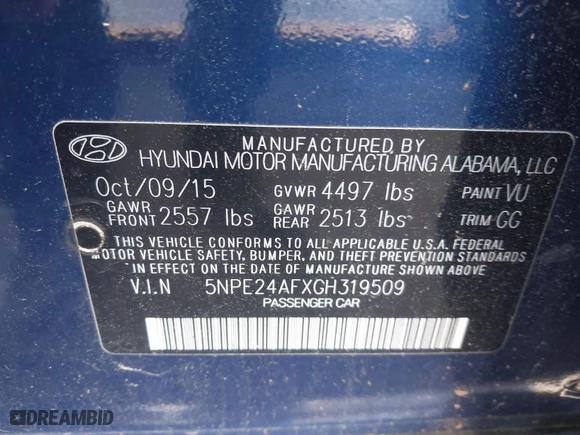 MANUFACTURED BY
HYUNDAI MOTOR MANUFACTURING ALABAMA, LLC
Oct/09/15 GVWR 4497 lbs PAINT VU
GAWR FRONT 2557 lbs GAWR REAR 2513 lbs TRIM GG
THIS VEHICLE CONFORMS TO ALL APPLICABLE U.S.A. FEDERAL
MOTOR VEHICLE SAFETY, BUMPER, AND THEFT PREVENTION STANDARDS
IN EFFECT ON THE DATE OF MANUFACTURE SHOWN ABOVE.
V.I.N 5NPE24AFXGH319509
PASSENGER CAR
DREAMBID